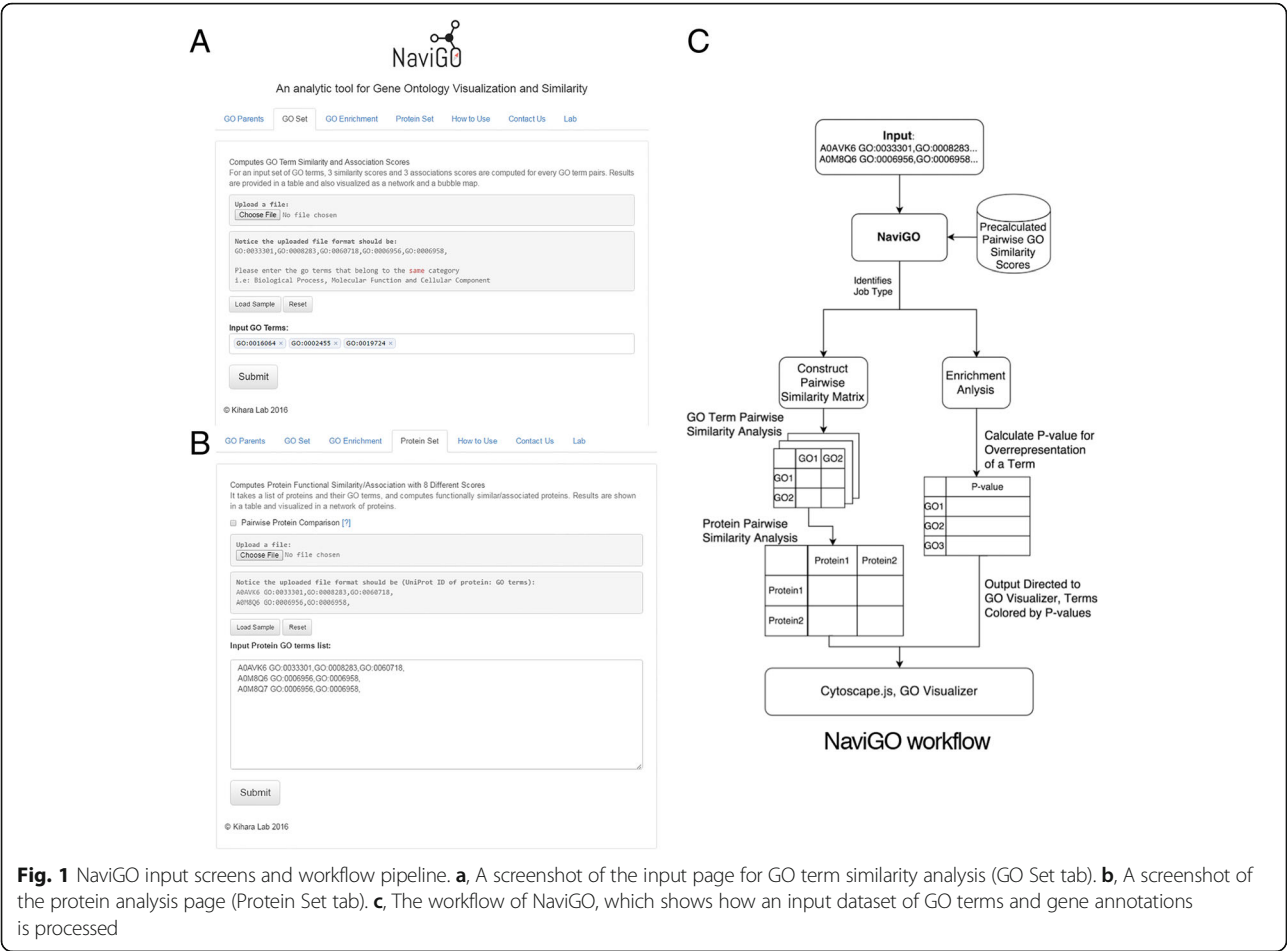 A
NaviGO
An analytic tool for Gene Ontology Visualization and Similarity
GO Parents GO Set GO Enrichment Protein Set How to Use Contact Us Lab
Computes GO Term Similarity and Association Scores
For an input set of GO terms, 3 similarity scores and 3 associations scores are computed for every GO term pairs. Results
are provided in a table and also visualized as a network and a bubble map.
Upload a file:
Choose File No file chosen
Notice the uploaded file format should be:
GO:0033301,GO:0008283,GO:0060718,GO:0006956,GO:0006958,
Please enter the go terms that belong to the same category
i.e: Biological Process, Molecular Function and Cellular Component
Load Sample Reset
Input GO Terms:
GO:0016064 × GO:0002455 × GO:0019724 ×
Submit
© Kihara Lab 2016
B
GO Parents GO Set GO Enrichment Protein Set How to Use Contact Us Lab
Computes Protein Functional Similarity/Association with 8 Different Scores
It takes a list of proteins and their GO terms, and computes functionally similar/associated proteins. Results are shown
in a table and visualized in a network of proteins.
Pairwise Protein Comparison [?]
Upload a file:
Choose File No file chosen
Notice the uploaded file format should be (UniProt ID of protein: GO terms):
A0AVK6 GO:0033301,GO:0008283,GO:0060718,
A0M8Q6 GO:0006956,GO:0006958,
Load Sample Reset
Input Protein GO terms list:
A0AVK6 GO:0033301,GO:0008283,GO:0060718,
A0M8Q6 GO:0006956,GO:0006958,
A0M8Q7 GO:0006956,GO:0006958,
Submit
© Kihara Lab 2016
C
Input:
A0AVK6 GO:0033301,GO:0008283...
A0M8Q6 GO:0006956,GO:0006958...
NaviGO
Precalculated
Pairwise GO
Similarity
Scores
Identifies
Job Type
Construct
Pairwise
Similarity Matrix
Enrichment
Anlysis
GO Term Pairwise
Similarity Analysis
GO1 GO2
GO1
GO2
Calculate P-value for
Overrepresentation
of a Term
P-value
GO1
GO2
GO3
Protein Pairwise
Similarity Analysis
Protein1 Protein2
Protein1
Protein2
Output Directed to
GO Visualizer, Terms
Colored by P-values
Cytoscape.js, GO Visualizer
NaviGO workflow
Fig. 1 NaviGO input screens and workflow pipeline. a, A screenshot of the input page for GO term similarity analysis (GO Set tab). b, A screenshot of
the protein analysis page (Protein Set tab). c, The workflow of NaviGO, which shows how an input dataset of GO terms and gene annotations
is processed